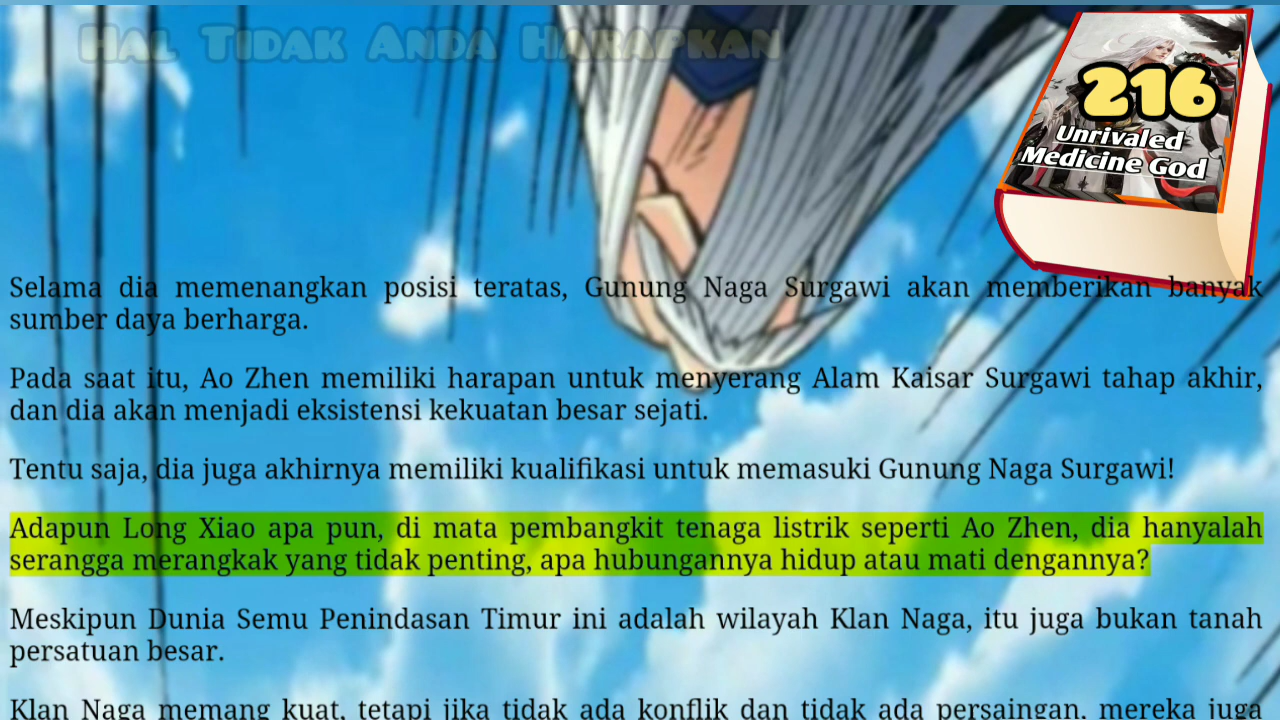 Hal Tidak Anda Harapkan
216
Unrivaled
Medicine God
Selama dia memenangkan posisi teratas, Gunung Naga Surgawi akan memberikan banyak
sumber daya berharga.
Pada saat itu, Ao Zhen memiliki harapan untuk menyerang Alam Kaisar Surgawi tahap akhir,
dan dia akan menjadi eksistensi kekuatan besar sejati.
Tentu saja, dia juga akhirnya memiliki kualifikasi untuk memasuki Gunung Naga Surgawi!
Adapun Long Xiao apa pun, di mata pembangkit tenaga listrik seperti Ao Zhen, dia hanyalah
serangga merangkak yang tidak penting, apa hubungannya hidup atau mati dengannya?
Meskipun Dunia Semu Penindasan Timur ini adalah wilayah Klan Naga, itu juga bukan tanah
persatuan besar.
Klan Naga memang kuat, tetapi jika tidak ada konflik dan tidak ada persaingan, mereka juga